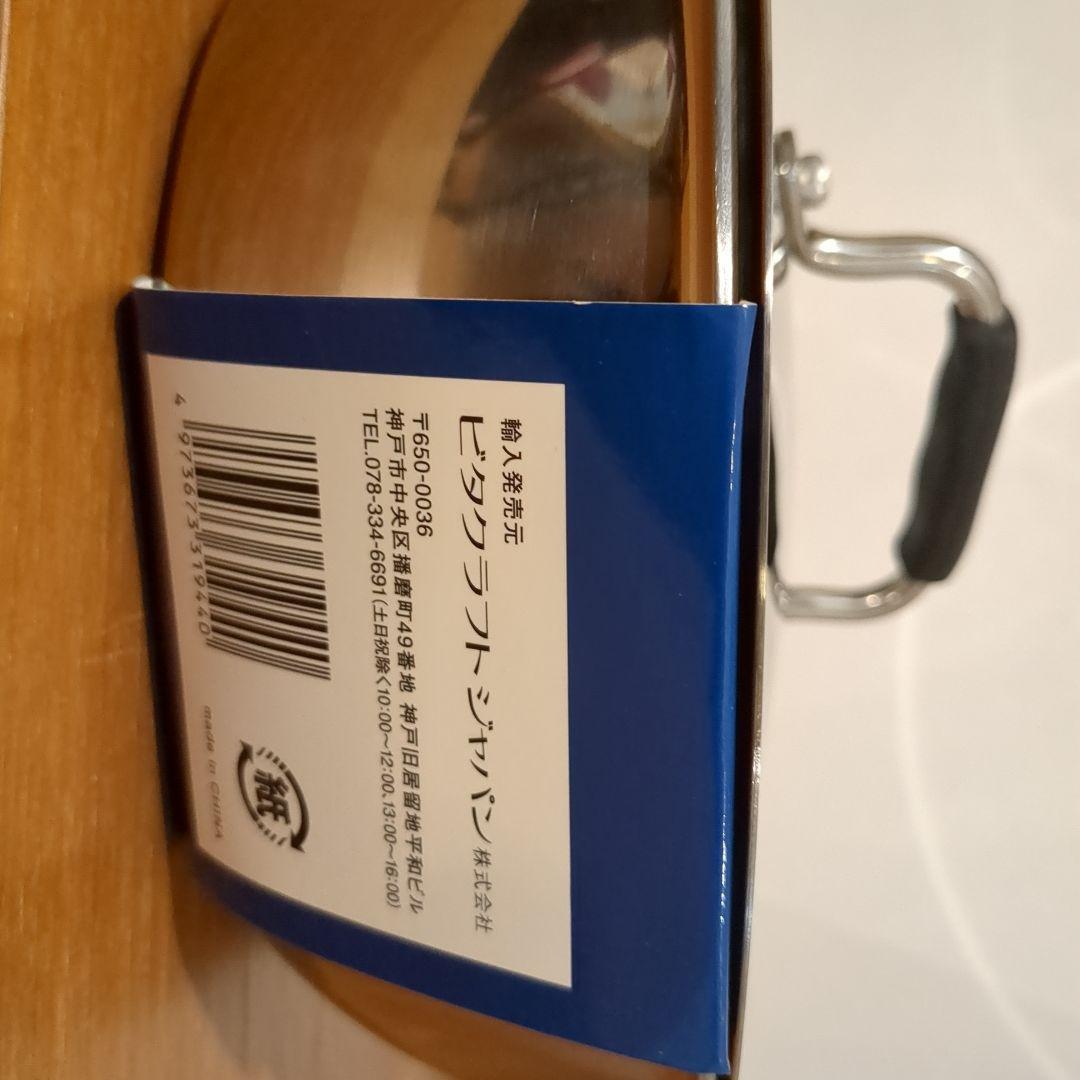 輸入発売元
ビタクラフトジャパン株式会社
〒650-0036
神戸市中央区播磨町49番地 神戸旧居留地平和ビル
TEL.078-334-6691(土日祝除く10:00〜12:00、13:00〜16:00)
4 973673 319440
紙
made in CHINA